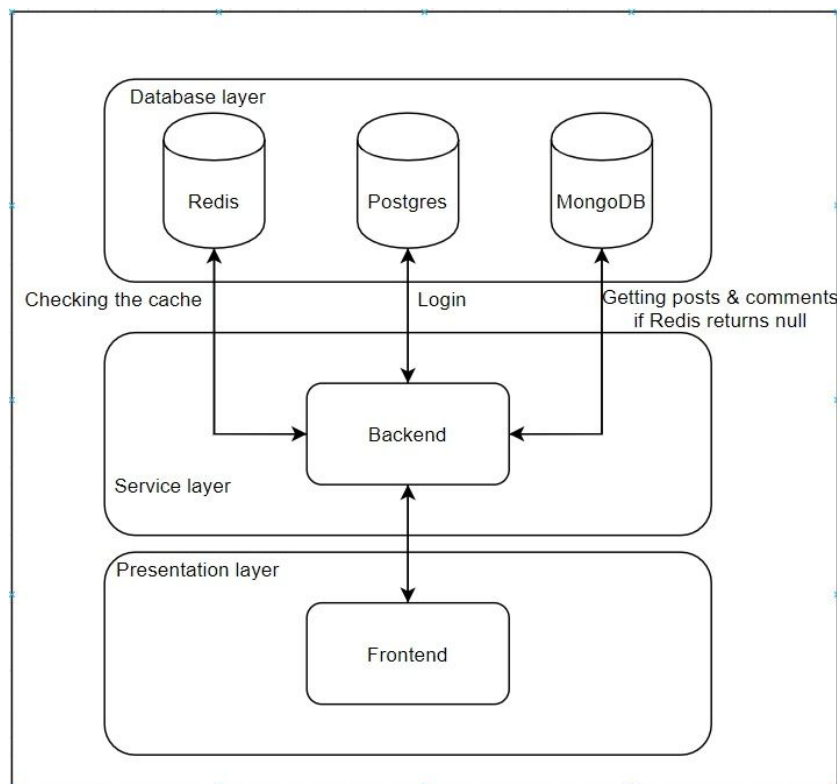 Database layer
Redis
Postgres
MongoDB
Checking the cache
Login
Getting posts & comments
if Redis returns null
Backend
Service layer
Presentation layer
Frontend